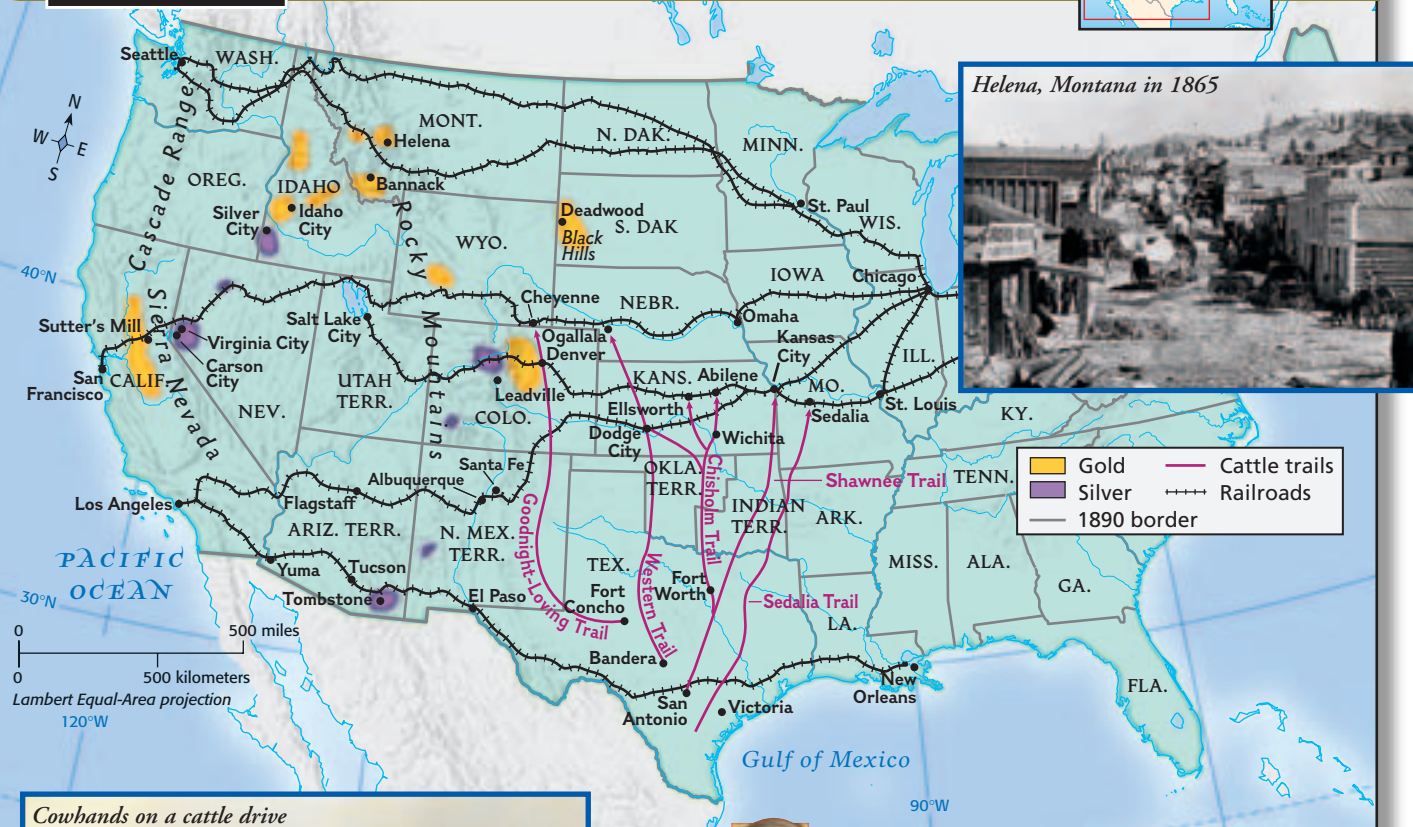 Helena, Montana in 1865
Seattle
WASH.
N
W
E
S
Cascade Range
MONT.
Helena
N. DAK.
MINN.
OREG.
IDAHO
Bannack
Silver
City
Idaho
City
Rocky Mountains
WYO.
Deadwood
Black
Hills
S. DAK
St. Paul
WIS.
40°N
IOWA
Chicago
Cheyenne
NEBR.
Omaha
Sutter's Mill
Sierra Nevada
Salt Lake
City
Virginia City
Carson
City
Ogallala
Denver
Kansas
City
ILL.
San
Francisco
CALIF.
NEV.
UTAH
TERR.
Leadville
COLO.
KANS.
Abilene
MO.
Ellsworth
Sedalia
St. Louis
KY.
Dodge
City
Wichita
Santa Fe
Albuquerque
OKLA.
TERR.
Chisholm Trail
Shawnee Trail
TENN.
Los Angeles
Flagstaff
ARIZ. TERR.
N. MEX.
TERR.
Goodnight-Loving Trail
INDIAN
TERR.
ARK.
Gold
Silver
1890 border
Cattle trails
Railroads
PACIFIC
OCEAN
Yuma
Tucson
Tombstone
El Paso
TEX.
Fort
Concho
Western Trail
Fort
Worth
Sedalia Trail
LA.
MISS.
ALA.
GA.
30°N
0
500 miles
0
500 kilometers
Lambert Equal-Area projection
120°W
Bandera
San
Antonio
Victoria
New
Orleans
FLA.
Gulf of Mexico
90°W
Cowhands on a cattle drive